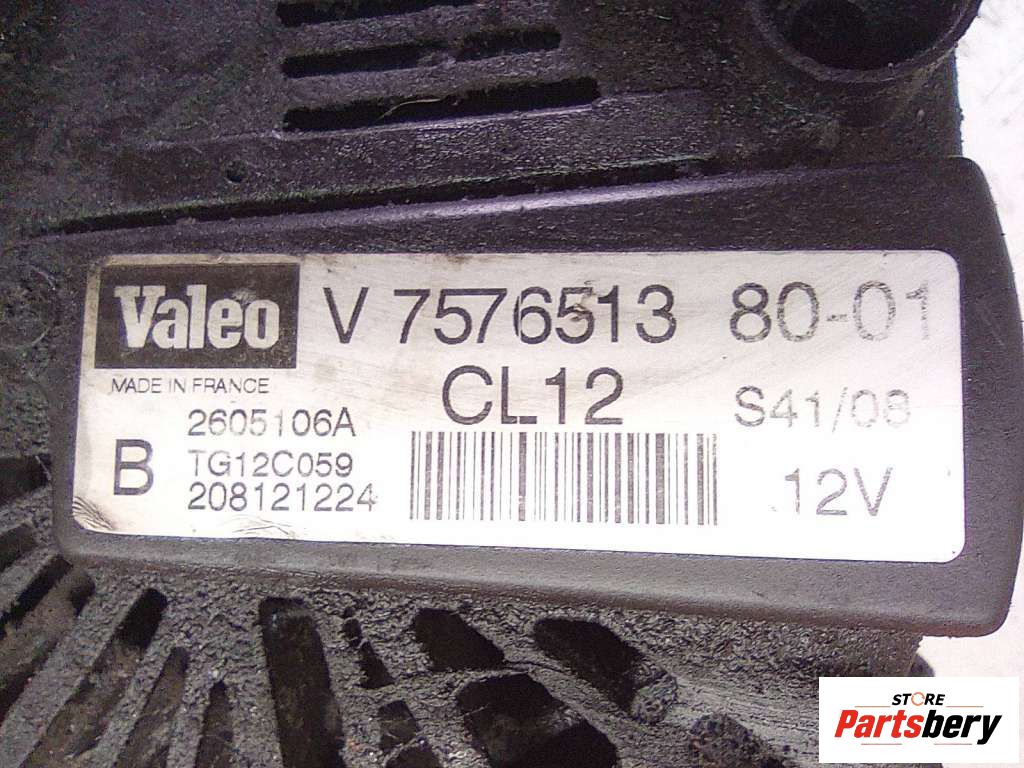 Valeo V 7576513 80-01
MADE IN FRANCE
CL12
S41/08
2605106A
B
TG12C059
208121224
12V
STORE
Partsbery